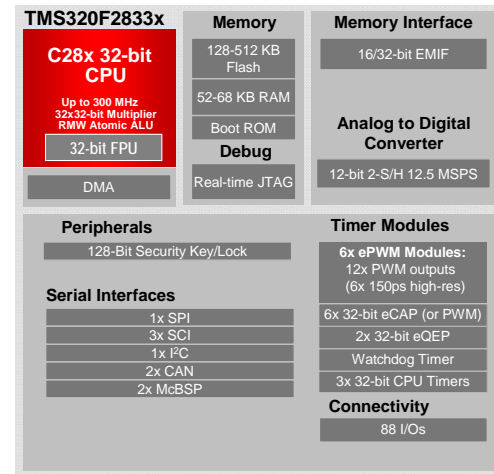 TMS320F2833x
C28x 32-bit
CPU
Up to 300 MHz
32x32-bit Multiplier
RMW Atomic ALU
32-bit FPU
DMA
Memory
128-512 KB
Flash
52-68 KB RAM
Boot ROM
Debug
Real-time JTAG
Memory Interface
16/32-bit EMIF
Analog to Digital
Converter
12-bit 2-S/H 12.5 MSPS
Peripherals
128-Bit Security Key/Lock
Serial Interfaces
1x SPI
3x SCI
1x I²C
2x CAN
2x McBSP
Timer Modules
6x ePWM Modules:
12x PWM outputs
(6x 150ps high-res)
6x 32-bit eCAP (or PWM)
2x 32-bit eQEP
Watchdog Timer
3x 32-bit CPU Timers
Connectivity
88 I/Os